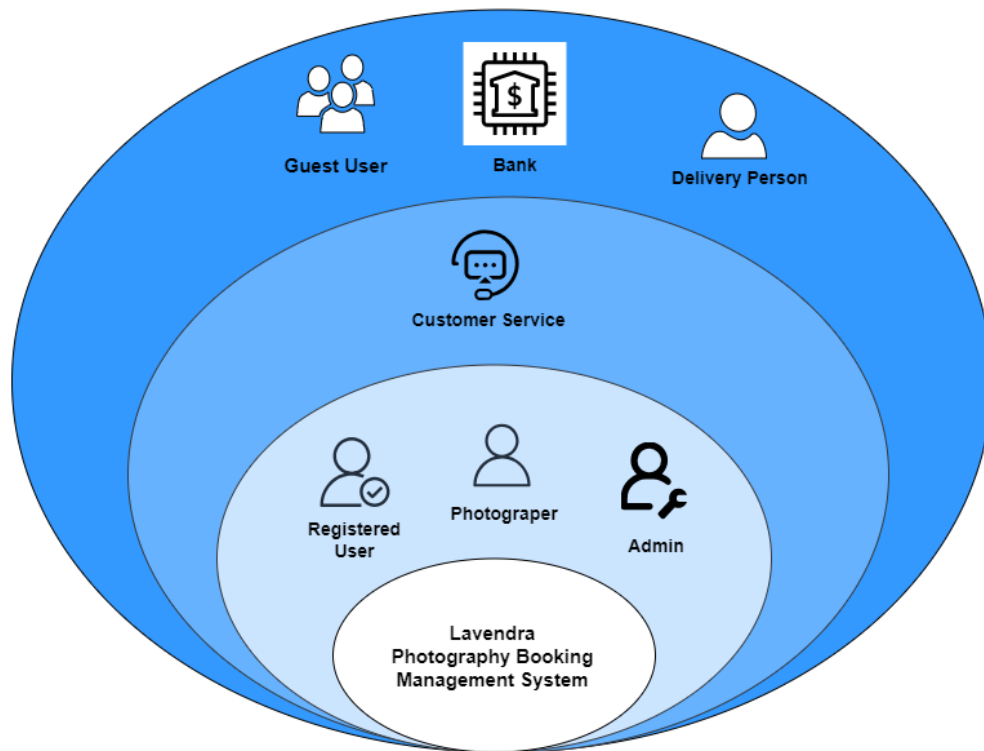 Guest User
Bank
Delivery Person
$
Customer Service
Registered
User
Photograper
Admin
Lavendra
Photography Booking
Management System